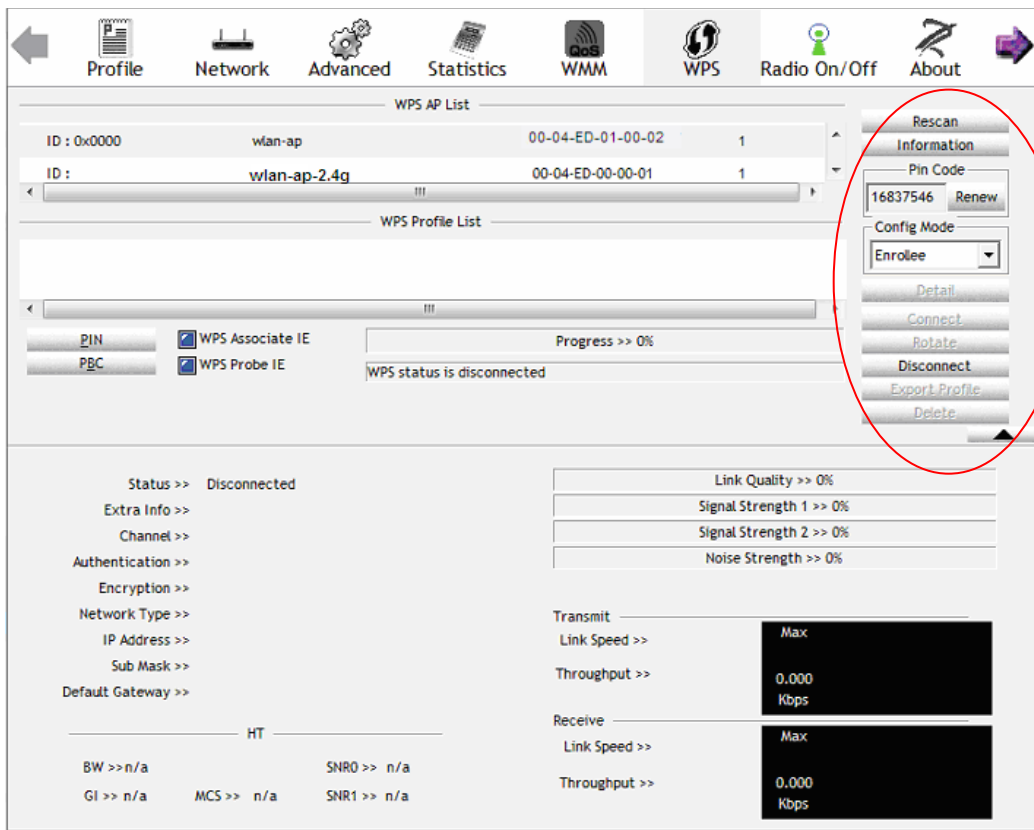 Profile Network Advanced Statistics QoS WMM WPS Radio On/Off About
WPS AP List
ID : 0x0000 wlan-ap 00-04-ED-01-00-02 1
ID : wlan-ap-2.4g 00-04-ED-00-00-01 1
WPS Profile List
Rescan
Information
Pin Code
16837546 Renew
Config Mode
Enrollee
Detail
Connect
Rotate
Disconnect
Export Profile
Delete
PIN WPS Associate IE Progress >> 0%
PBC WPS Probe IE WPS status is disconnected
Status >> Disconnected
Extra Info >>
Channel >>
Authentication >>
Encryption >>
Network Type >>
IP Address >>
Sub Mask >>
Default Gateway >>
HT
BW >>n/a SNR0 >> n/a
GI >> n/a MCS >> n/a SNR1 >> n/a
Link Quality >> 0%
Signal Strength 1 >> 0%
Signal Strength 2 >> 0%
Noise Strength >> 0%
Transmit
Link Speed >> Max
Throughput >> 0.000
Kbps
Receive
Link Speed >> Max
Throughput >> 0.000
Kbps